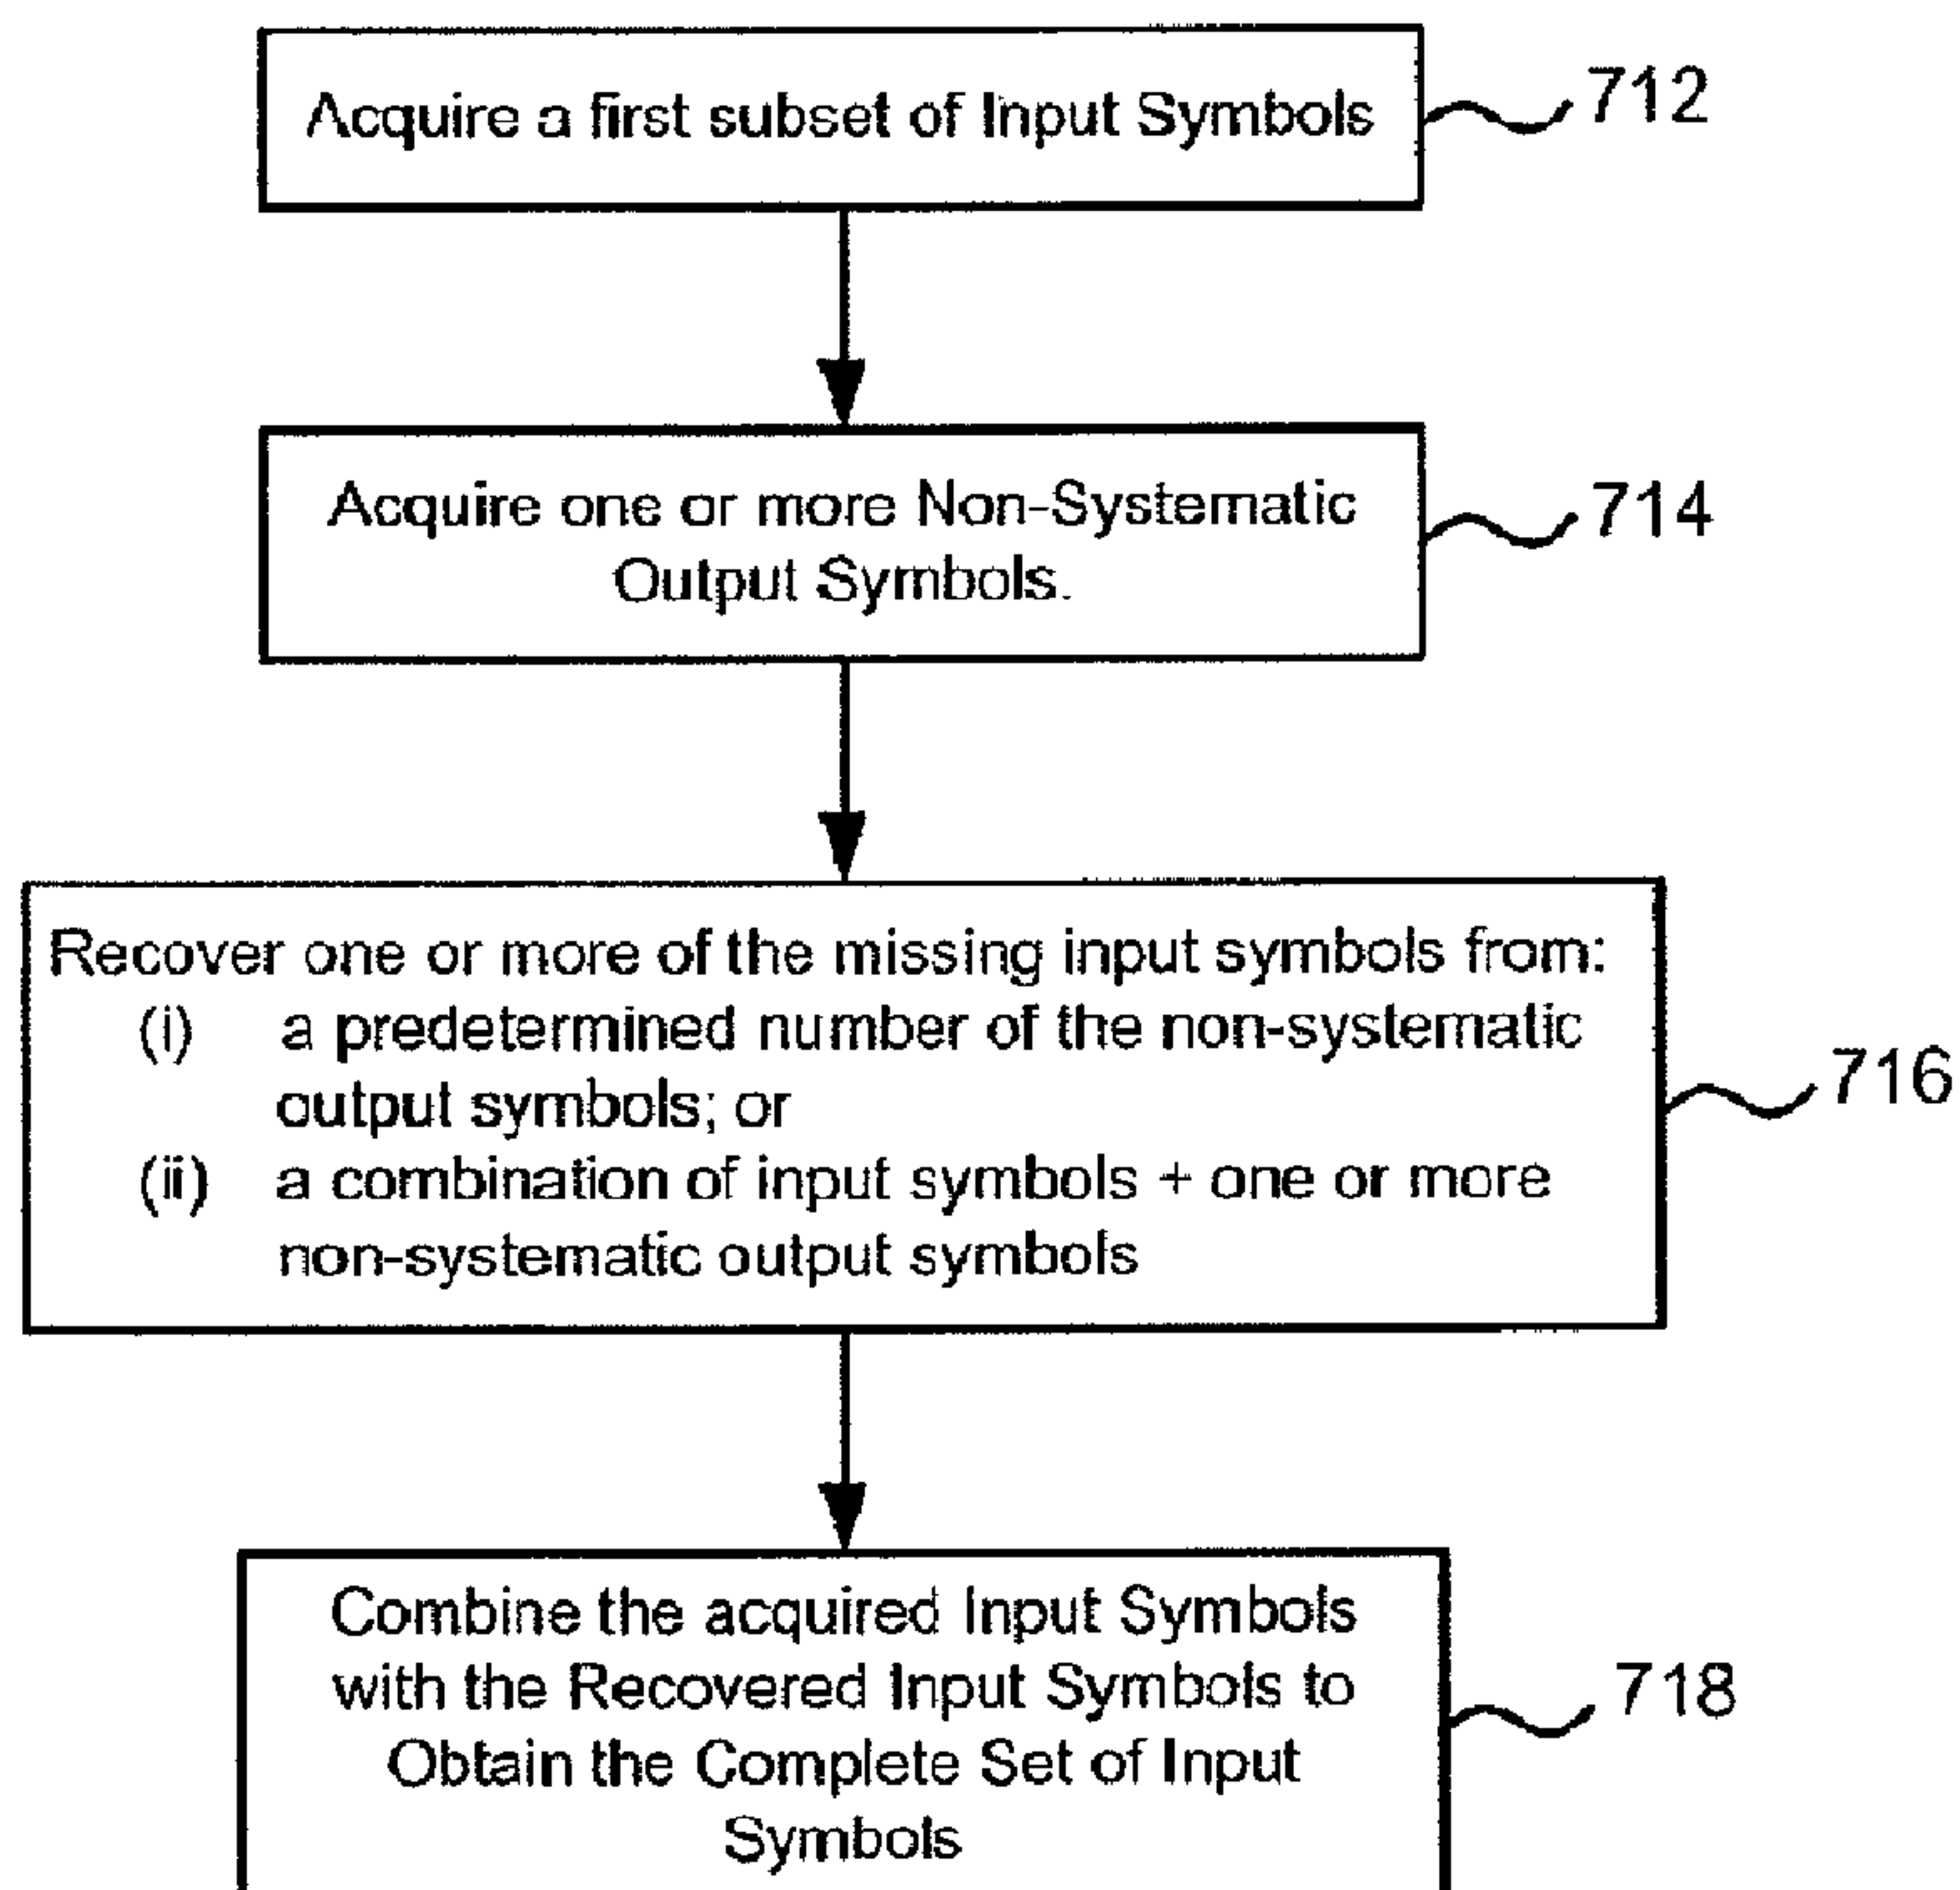 Acquire a first subset of Input Symbols
712
Acquire one or more Non-Systematic
Output Symbols.
714
Recover one or more of the missing input symbols from:
(i) a predetermined number of the non-systematic
output symbols; or
(ii) a combination of input symbols + one or more
non-systematic output symbols
716
Combine the acquired Input Symbols
with the Recovered Input Symbols to
Obtain the Complete Set of Input
Symbols
718